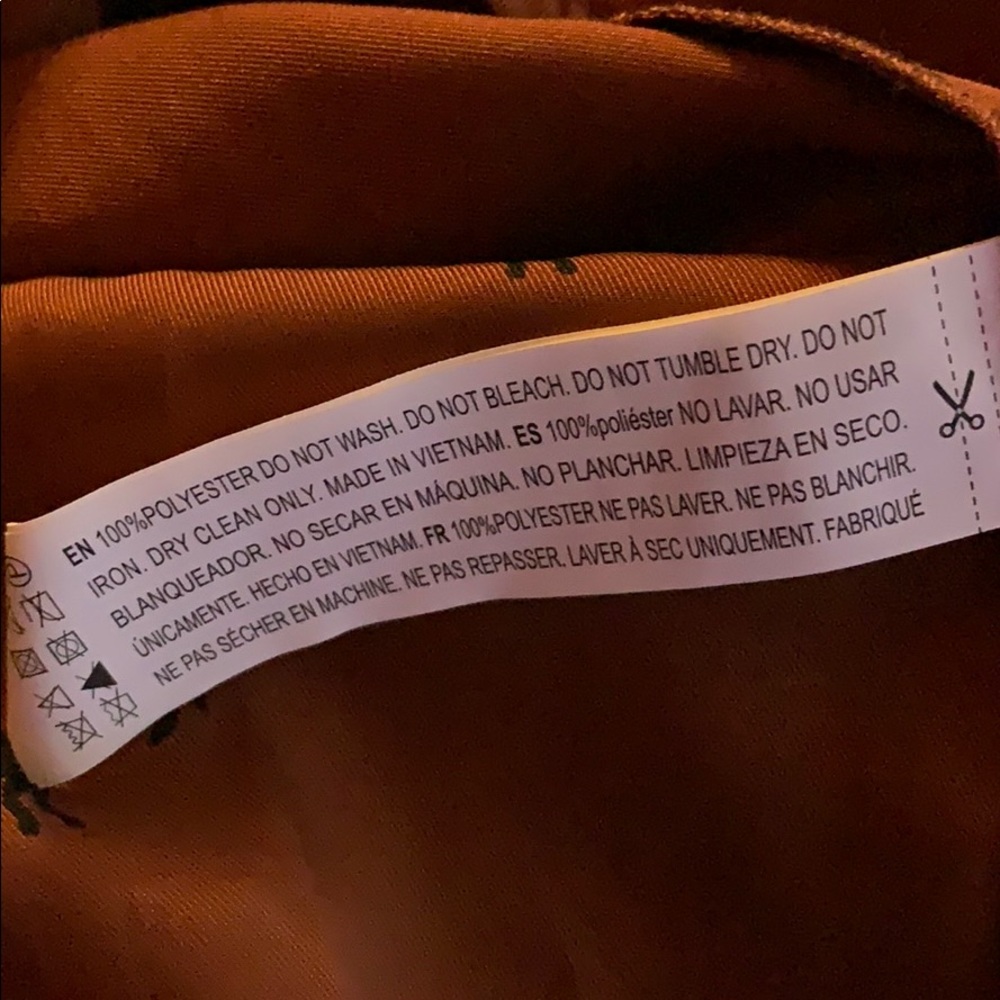 EN 100%POLYESTER DO NOT WASH. DO NOT BLEACH. DO NOT TUMBLE DRY. DO NOT
IRON. DRY CLEAN ONLY. MADE IN VIETNAM. ES 100%poliéster NO LAVAR. NO USAR
BLANQUEADOR. NO SECAR EN MÁQUINA. NO PLANCHAR. LIMPIEZA EN SECO.
ÚNICAMENTE. HECHO EN VIETNAM. FR 100%POLYESTER NE PAS LAVER. NE PAS BLANCHIR.
NE PAS SÉCHER EN MACHINE. NE PAS REPASSER. LAVER À SEC UNIQUEMENT. FABRIQUÉ